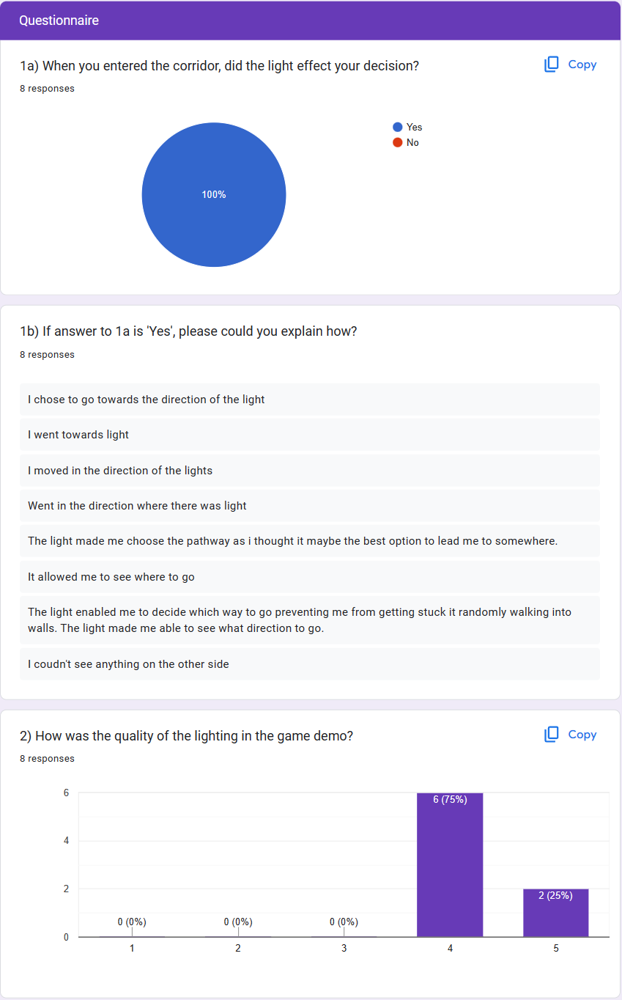 Questionnaire
1a) When you entered the corridor, did the light effect your decision?
Copy
8 responses
Yes
No
100%
1b) If answer to 1a is 'Yes', please could you explain how?
8 responses
I chose to go towards the direction of the light
I went towards light
I moved in the direction of the lights
Went in the direction where there was light
The light made me choose the pathway as i thought it maybe the best option to lead me to somewhere.
It allowed me to see where to go
The light enabled me to decide which way to go preventing me from getting stuck it randomly walking into
walls. The light made me able to see what direction to go.
I coudn't see anything on the other side
2) How was the quality of the lighting in the game demo?
Copy
8 responses
6
4
2
0
0 (0%)
0 (0%)
0 (0%)
6 (75%)
2 (25%)
1
2
3
4
5